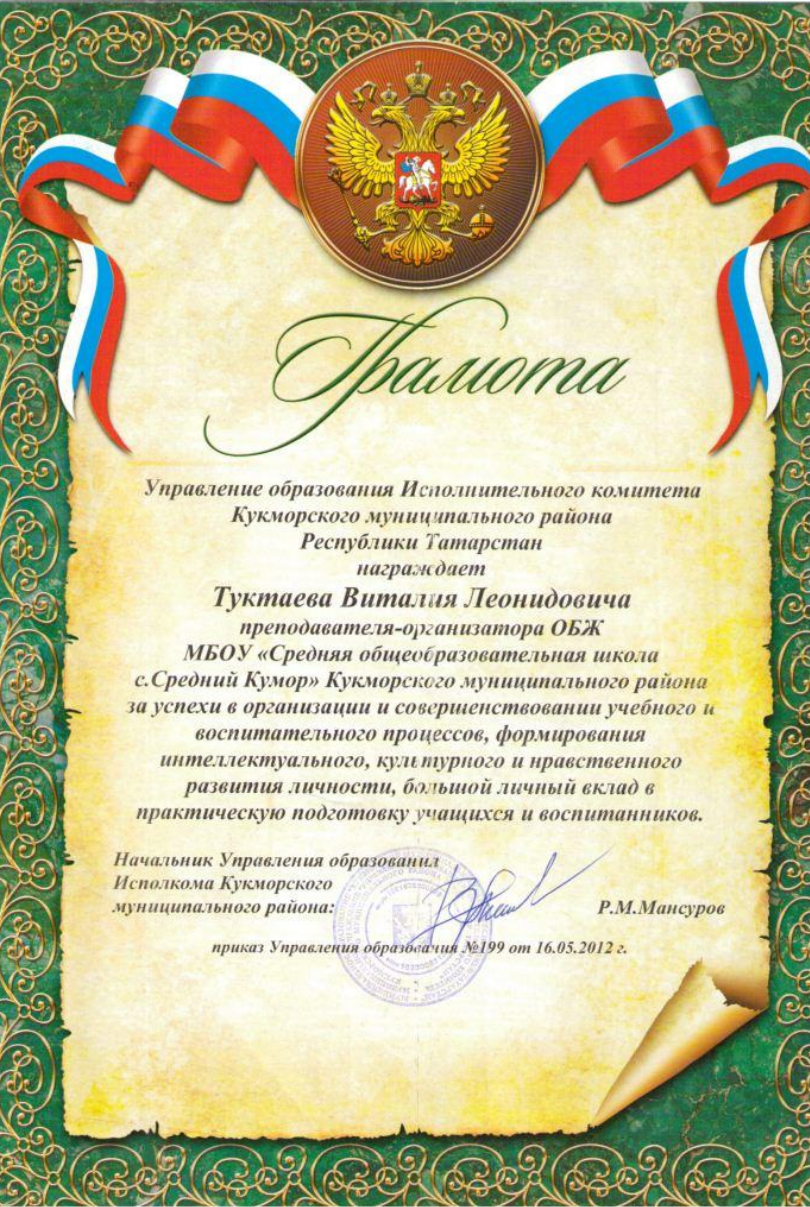 Грамота
Управление образования Исполнительного комитета
Кукморского муниципального района
Республики Татарстан
награждает
Туктаева Виталия Леонидовича
преподавателя-организатора ОБЖ
МБОУ «Средняя общеобразовательная школа
с.Средний Кумор» Кукморского муниципального района
за успехи в организации и совершенствовании учебного и
воспитательного процессов, формирования
интеллектуального, культурного и нравственного
развития личности, большой личный вклад в
практическую подготовку учащихся и воспитанников.
Начальник Управления образования
Исполкома Кукморского
муниципального района:
Р.М.Мансуров
приказ Управления образования №199 от 16.05.2012 г.